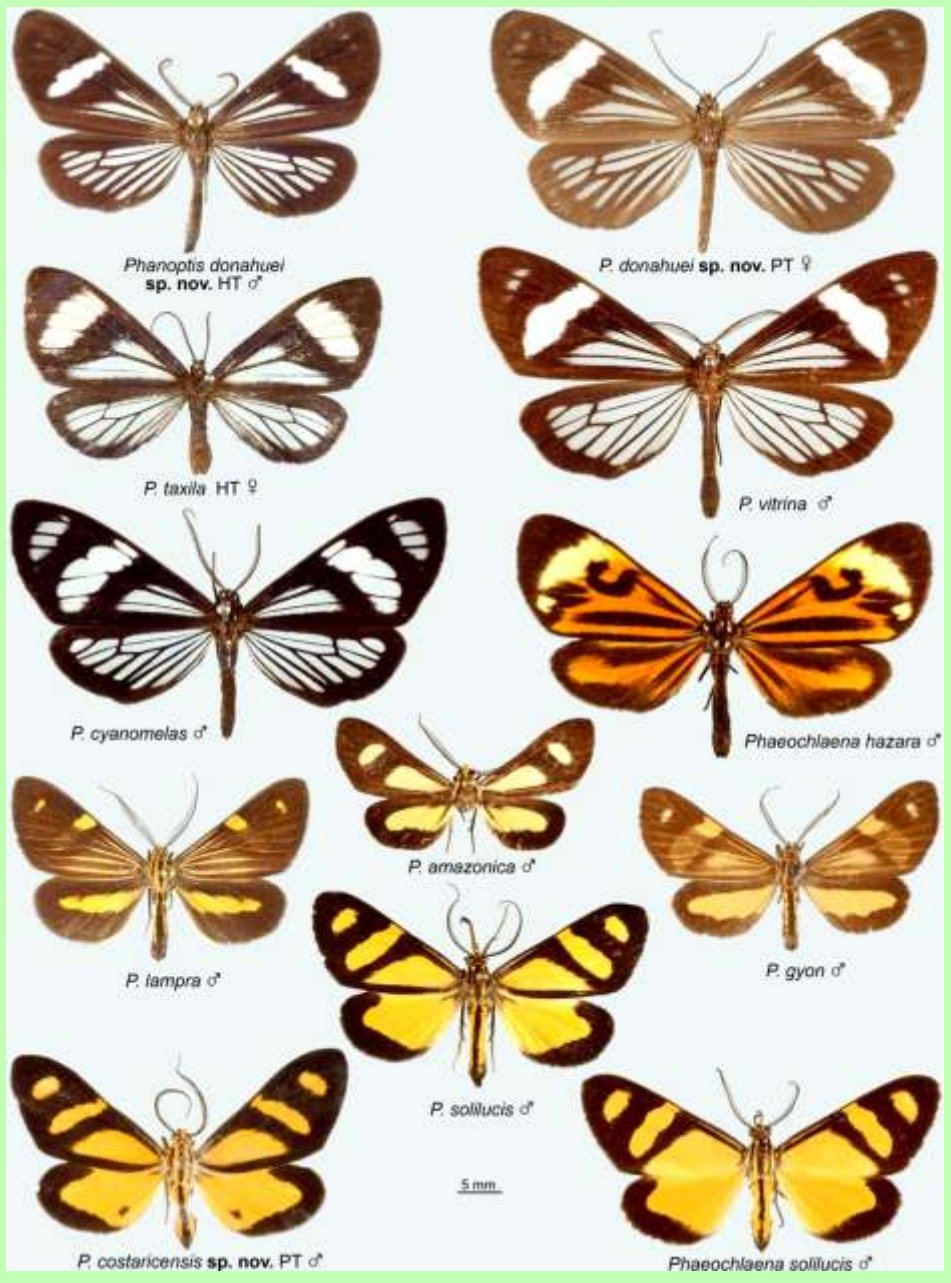 Phanoptis donahuei
sp. nov. HT ♂
P. donahuei sp. nov. PT ♀
P. taxila HT ♀
P. vitrina ♂
P. cyanomelas ♂
Phaeochlaena hazara ♂
P. amazonica ♂
P. lampra ♂
P. gyon ♂
P. solilucis ♂
5 mm
P. costaricensis sp. nov. PT ♂
Phaeochlaena solilucis ♂